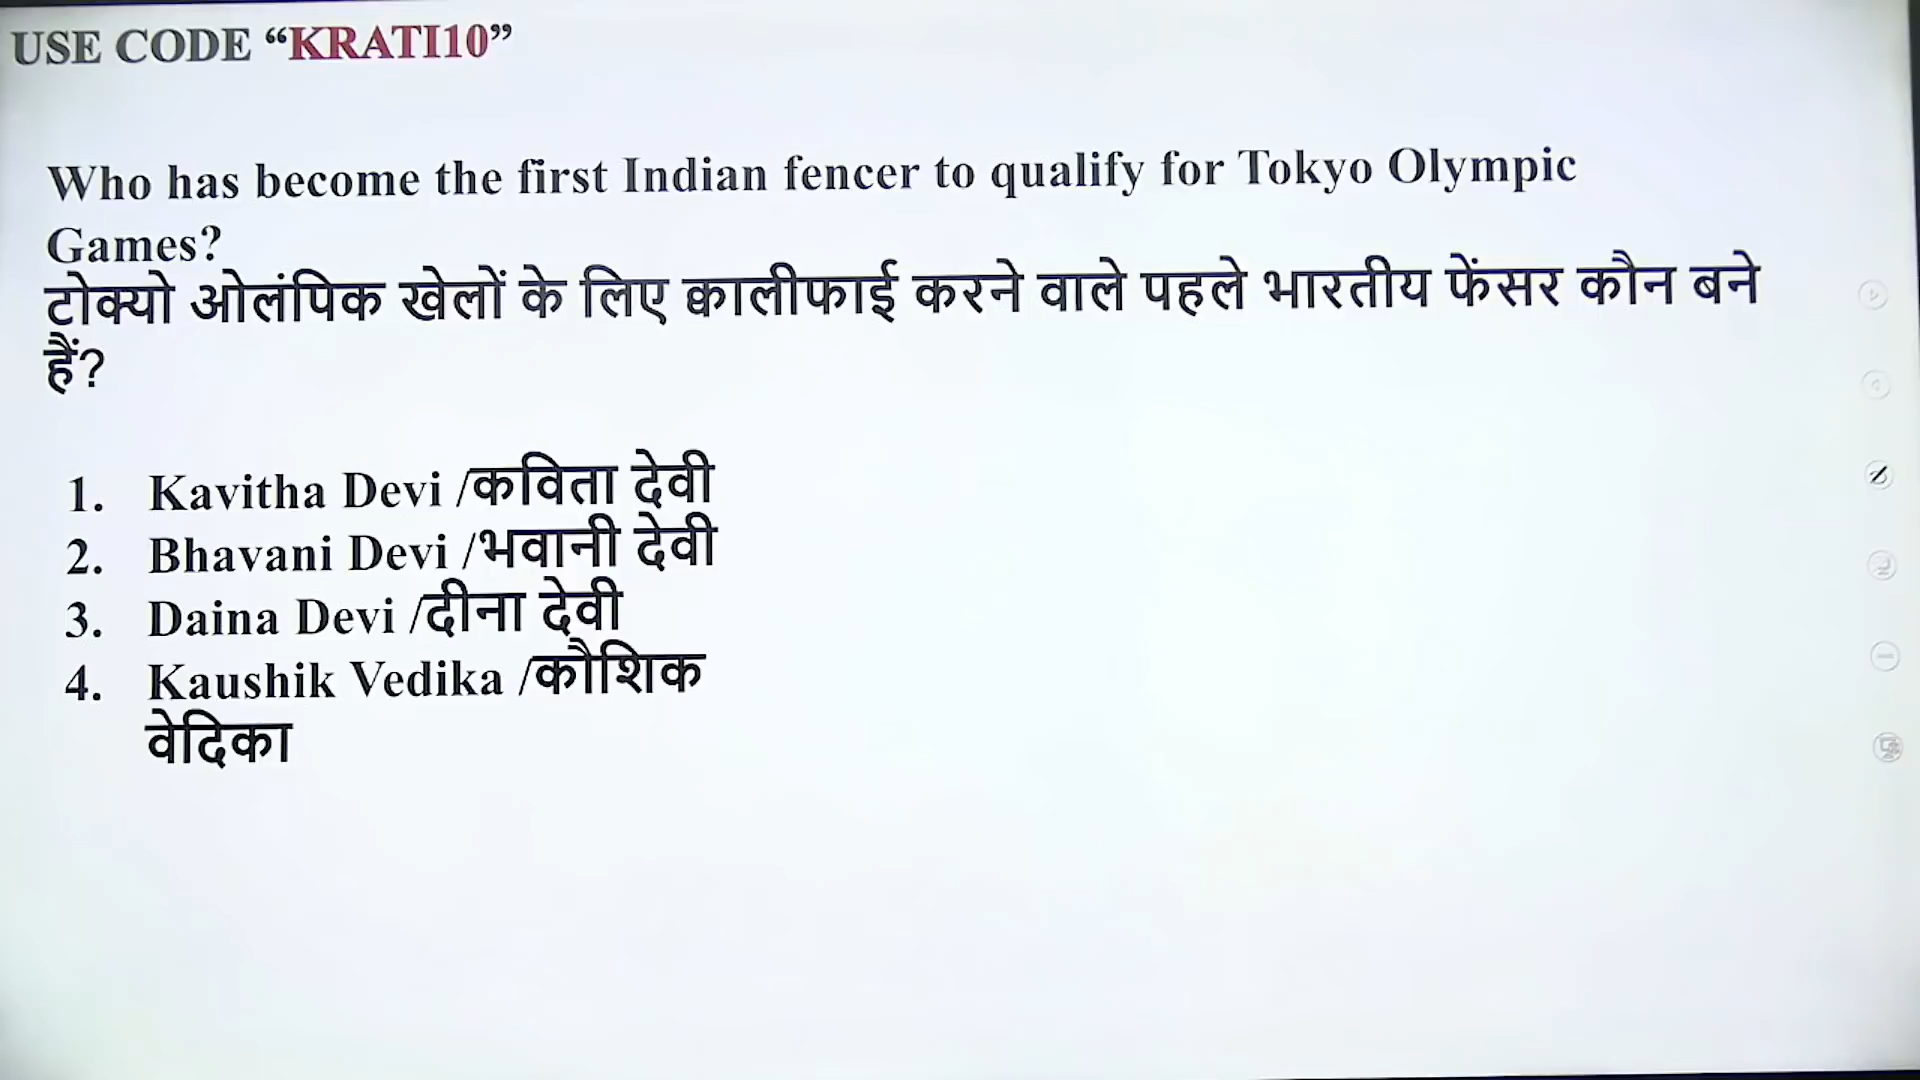 USE CODE “KRATI10”
Who has become the first Indian fencer to qualify for Tokyo Olympic
Games?
टोक्यो ओलंपिक खेलों के लिए क्वालीफाई करने वाले पहले भारतीय फेंसर कौन बने
हैं?
1. Kavitha Devi /कविता देवी
2. Bhavani Devi /भवानी देवी
3. Daina Devi /दीना देवी
4. Kaushik Vedika /कौशिक
वेदिका